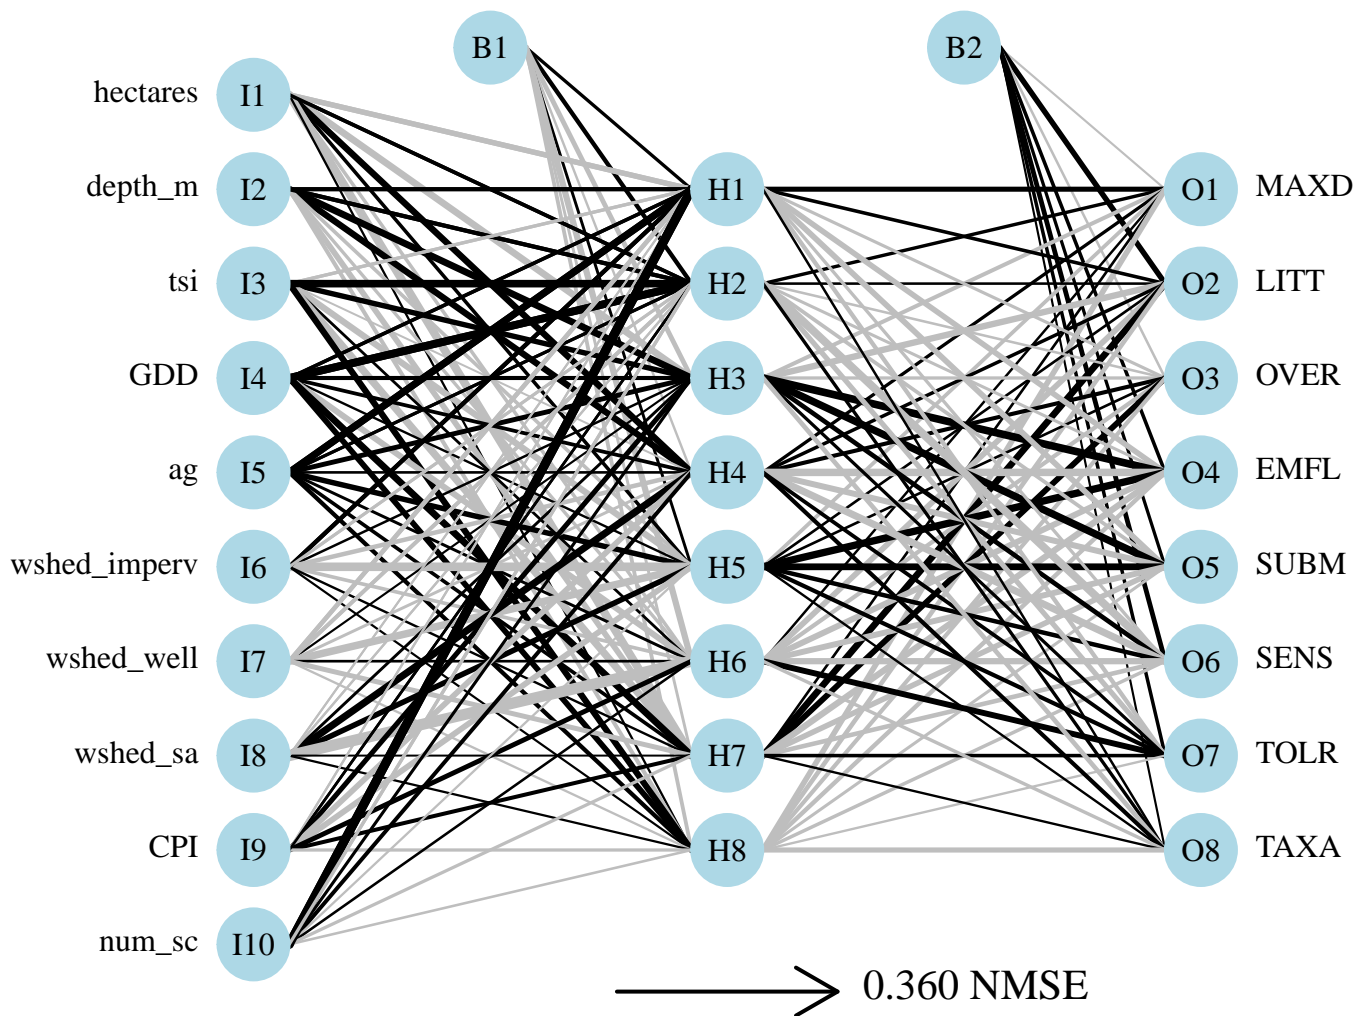 B1
B2
hectares I1
depth_m I2 H1 O1 MAXD
tsi I3 H2 O2 LITT
GDD I4 H3 O3 OVER
ag I5 H4 O4 EMFL
wshed_imperv I6 H5 O5 SUBM
wshed_well I7 H6 O6 SENS
wshed_sa I8 H7 O7 TOLR
CPI I9 H8 O8 TAXA
num_sc I10
0.360 NMSE